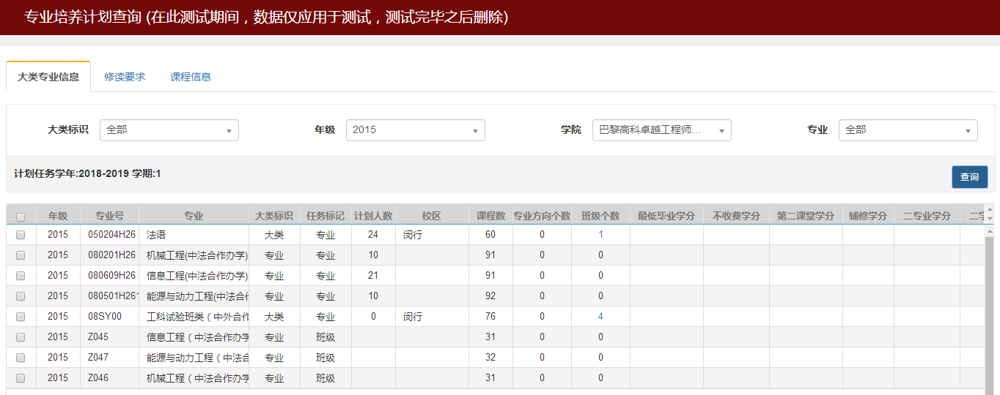 专业培养计划查询 (在此测试期间，数据仅应用于测试，测试完毕之后删除)
大类专业信息 修读要求 课程信息
大类标识 全部 年级 2015 学院 巴黎高科卓越工程师... 专业 全部
计划任务学年:2018-2019 学期:1 查询
年级 专业号 专业 大类标识 任务标记 计划人数 校区 课程数 专业方向个数 班级个数 最低毕业学分 不收费学分 第二课堂学分 辅修学分 二专业学分 二学
2015 050204H26 法语 大类 专业 24 闵行 60 0 1
2015 080201H26 机械工程(中法合作办学) 专业 专业 10 91 0 0
2015 080609H26 信息工程(中法合作办学) 专业 专业 21 91 0 0
2015 080501H261 能源与动力工程(中法合作 专业 专业 10 92 0 0
2015 08SY00 工科试验班类（中外合作 大类 专业 0 闵行 76 0 4
2015 Z045 信息工程（中法合作办学 专业 班级 31 0 0
2015 Z047 能源与动力工程（中法合 专业 班级 32 0 0
2015 Z046 机械工程（中法合作办学 专业 班级 31 0 0